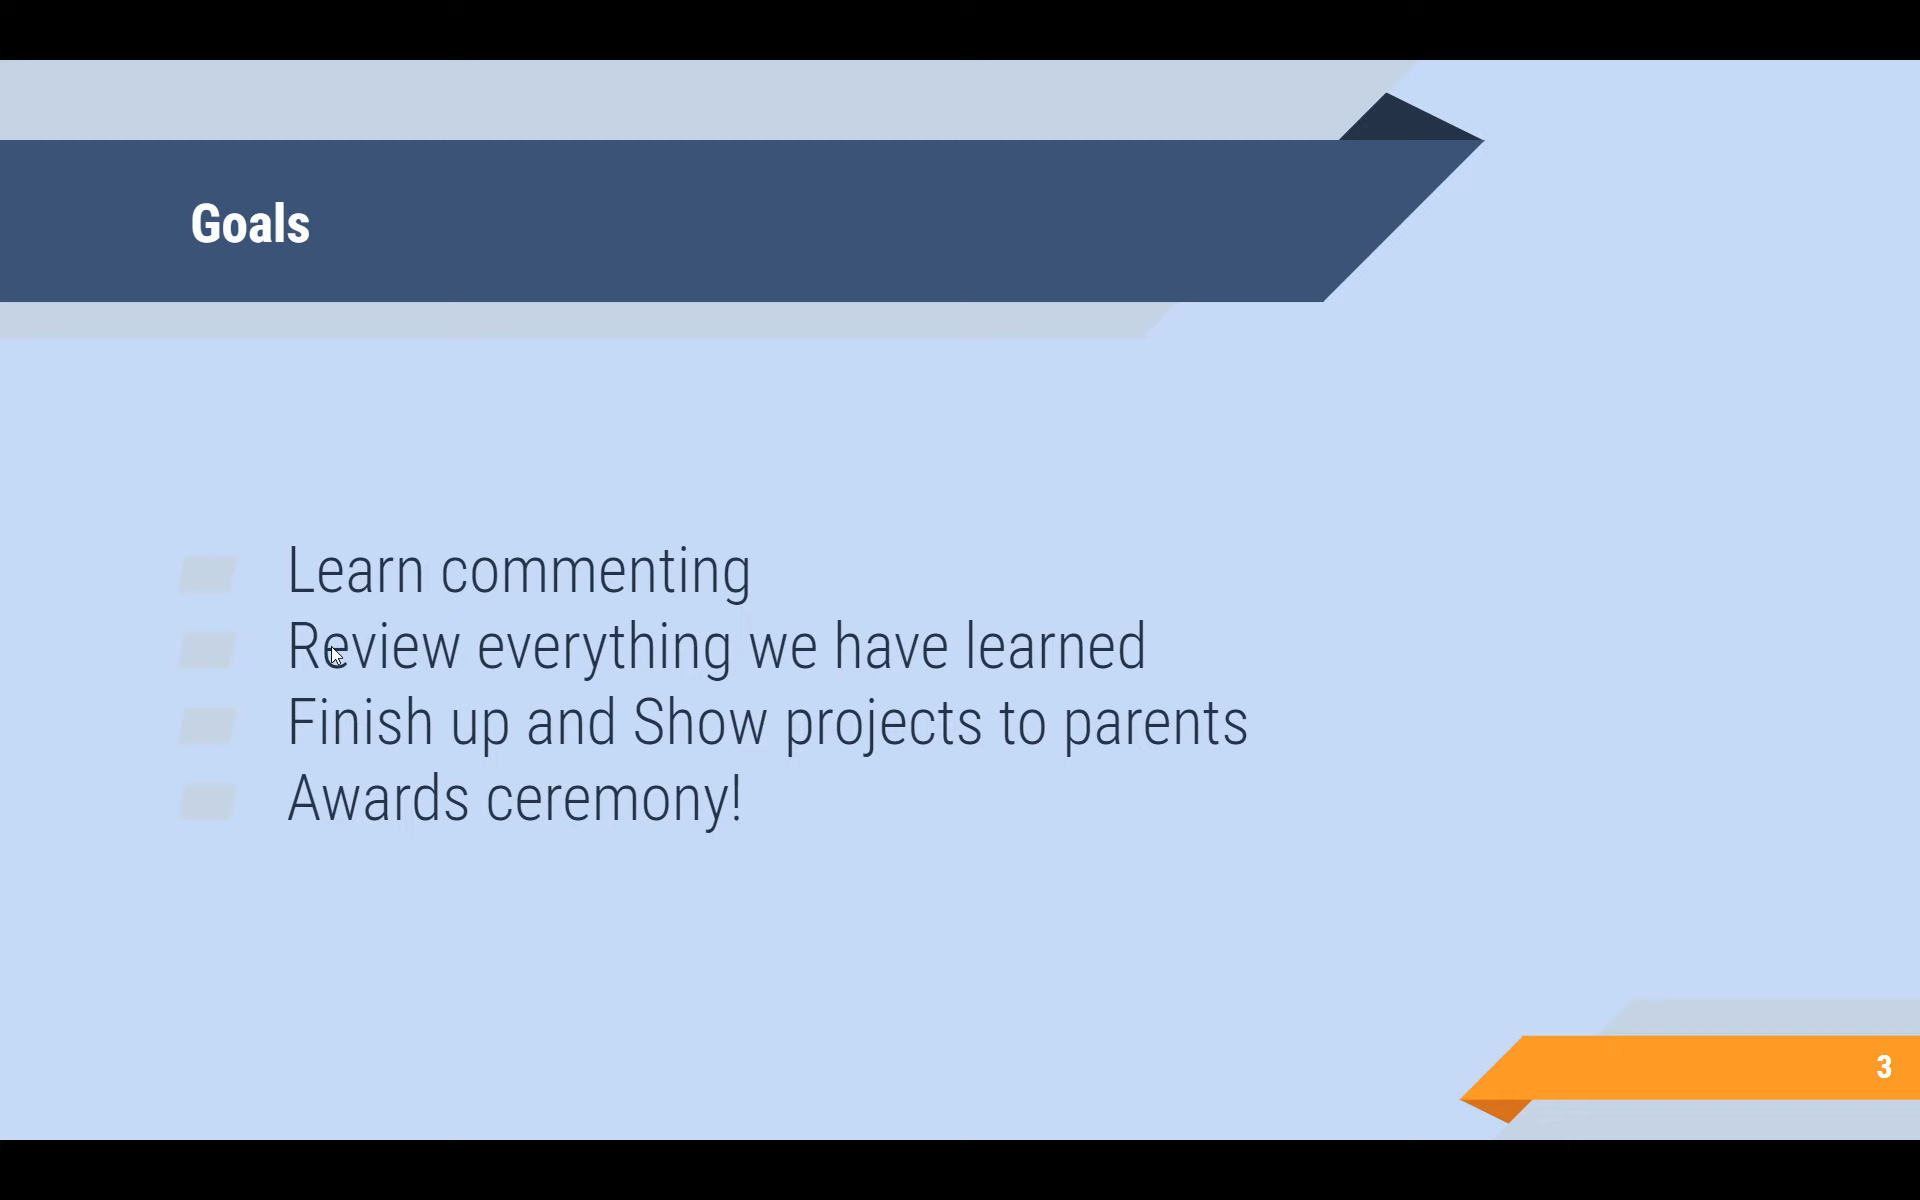 Goals
Learn commenting
Review everything we have learned
Finish up and Show projects to parents
Awards ceremony!
3